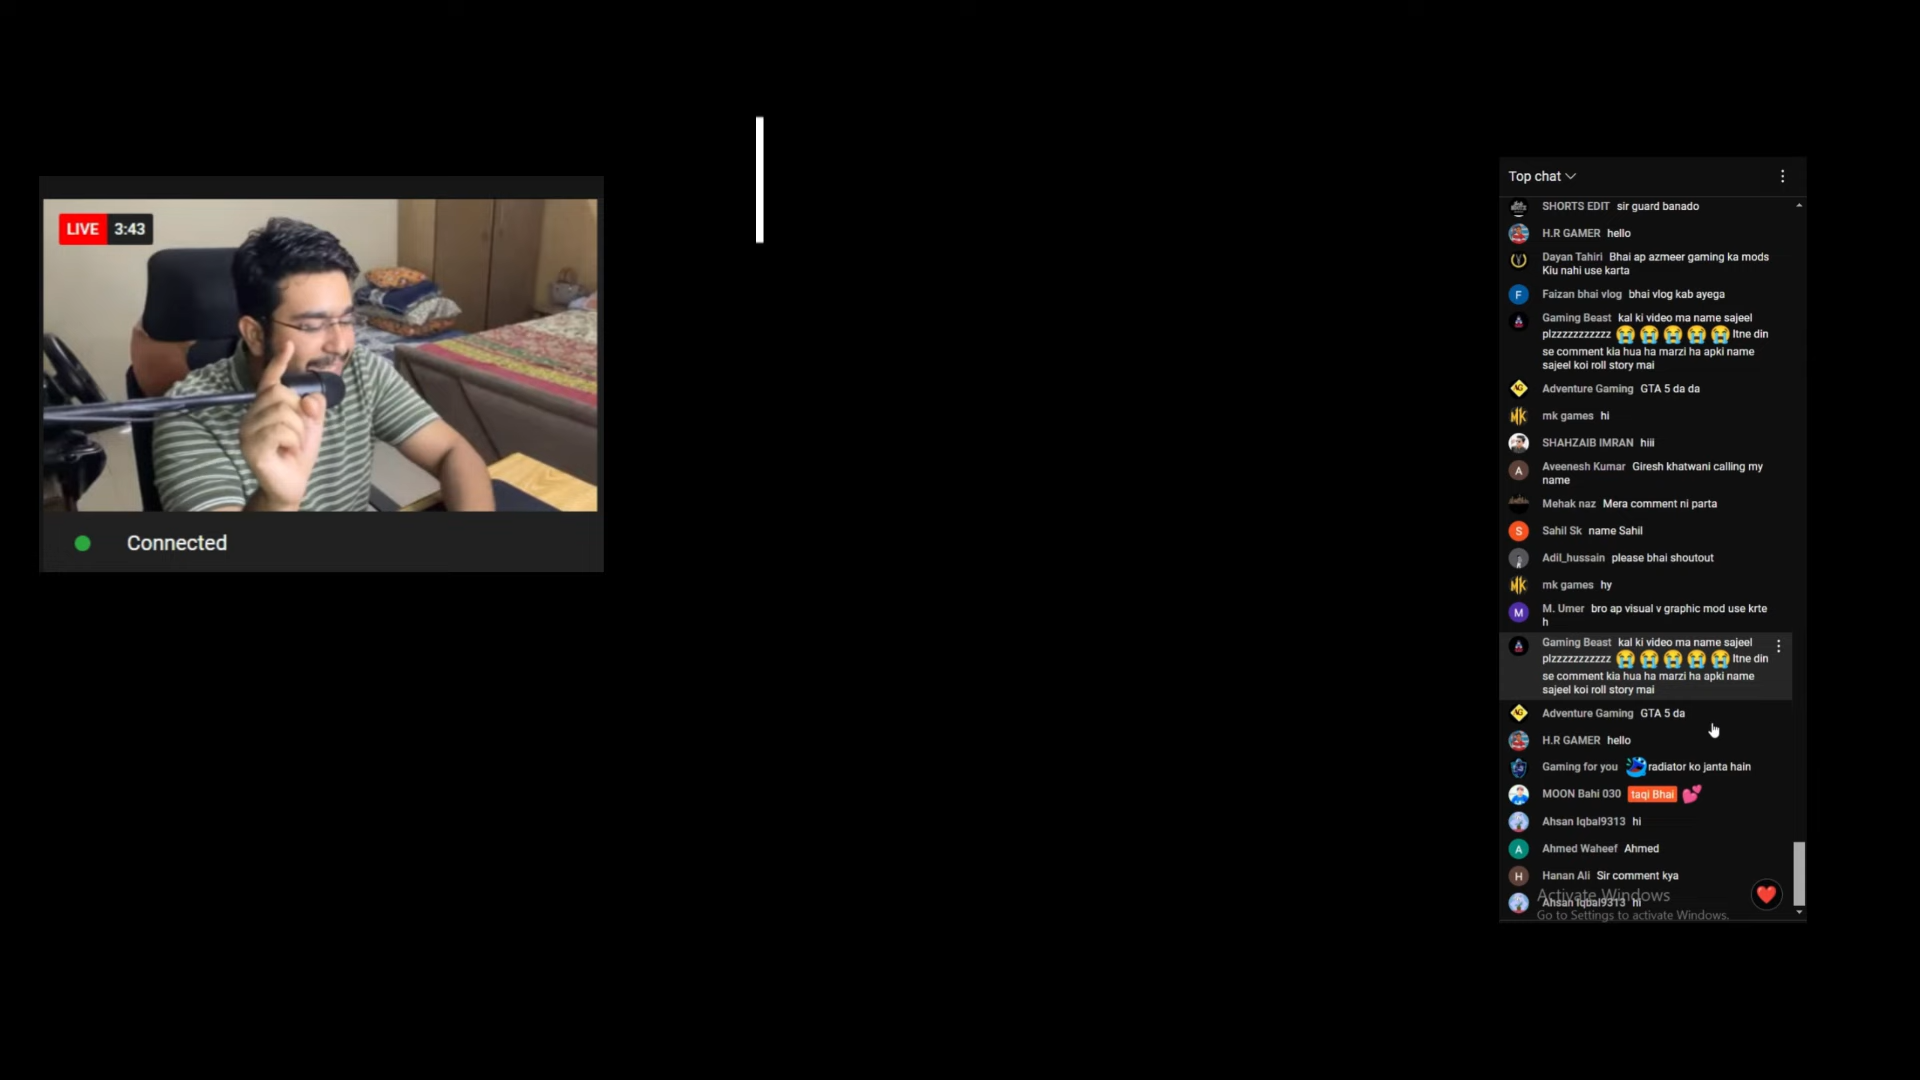 LIVE 3:43
Connected
Top chat
SHORTS EDIT sir guard banado
H.R GAMER hello
Dayan Tahiri Bhai ap azmeer gaming ka mods
Kiu nahi use karta
F Faizan bhai vlog bhai vlog kab ayega
Gaming Beast kal ki video ma name sajeel
plzzzzzzzzzzz 😭😭😭😭😭 Itne din
se comment kia hua ha marzi ha apki name
sajeel koi roll story mai
Adventure Gaming GTA 5 da da
MK mk games hi
SHAHZAIB IMRAN hiii
A Aveenesh Kumar Giresh khatwani calling my
name
Mehak naz Mera comment ni parta
S Sahil Sk name Sahil
Adil_hussain please bhai shoutout
MK mk games hy
M M. Umer bro ap visual v graphic mod use krte
h
Gaming Beast kal ki video ma name sajeel
plzzzzzzzzzzz 😭😭😭😭😭 Itne din
se comment kia hua ha marzi ha apki name
sajeel koi roll story mai
Adventure Gaming GTA 5 da
H.R GAMER hello
Gaming for you radiator ko janta hain
MOON Bahi 030 taqi Bhai 💕
Ahsan Iqbal9313 hi
A Ahmed Waheef Ahmed
H Hanan Ali Sir comment kya
Activate Windows
Ahsan Iqbal9313 hi
Go to Settings to activate Windows.